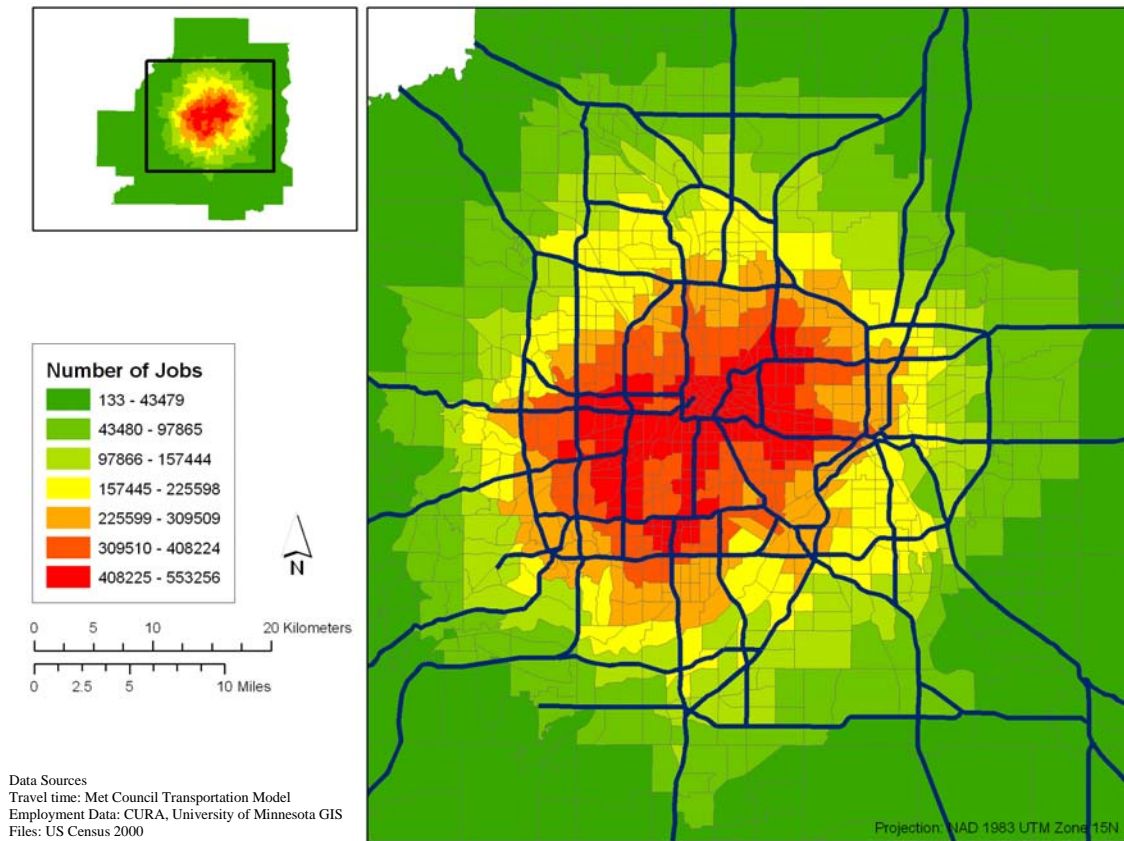 Number of Jobs
133 - 43479
43480 - 97865
97866 - 157444
157445 - 225598
225599 - 309509
309510 - 408224
408225 - 553256
N
0 5 10 20 Kilometers
0 2.5 5 10 Miles
Data Sources
Travel time: Met Council Transportation Model
Employment Data: CURA, University of Minnesota GIS
Files: US Census 2000
Projection: NAD 1983 UTM Zone 15N